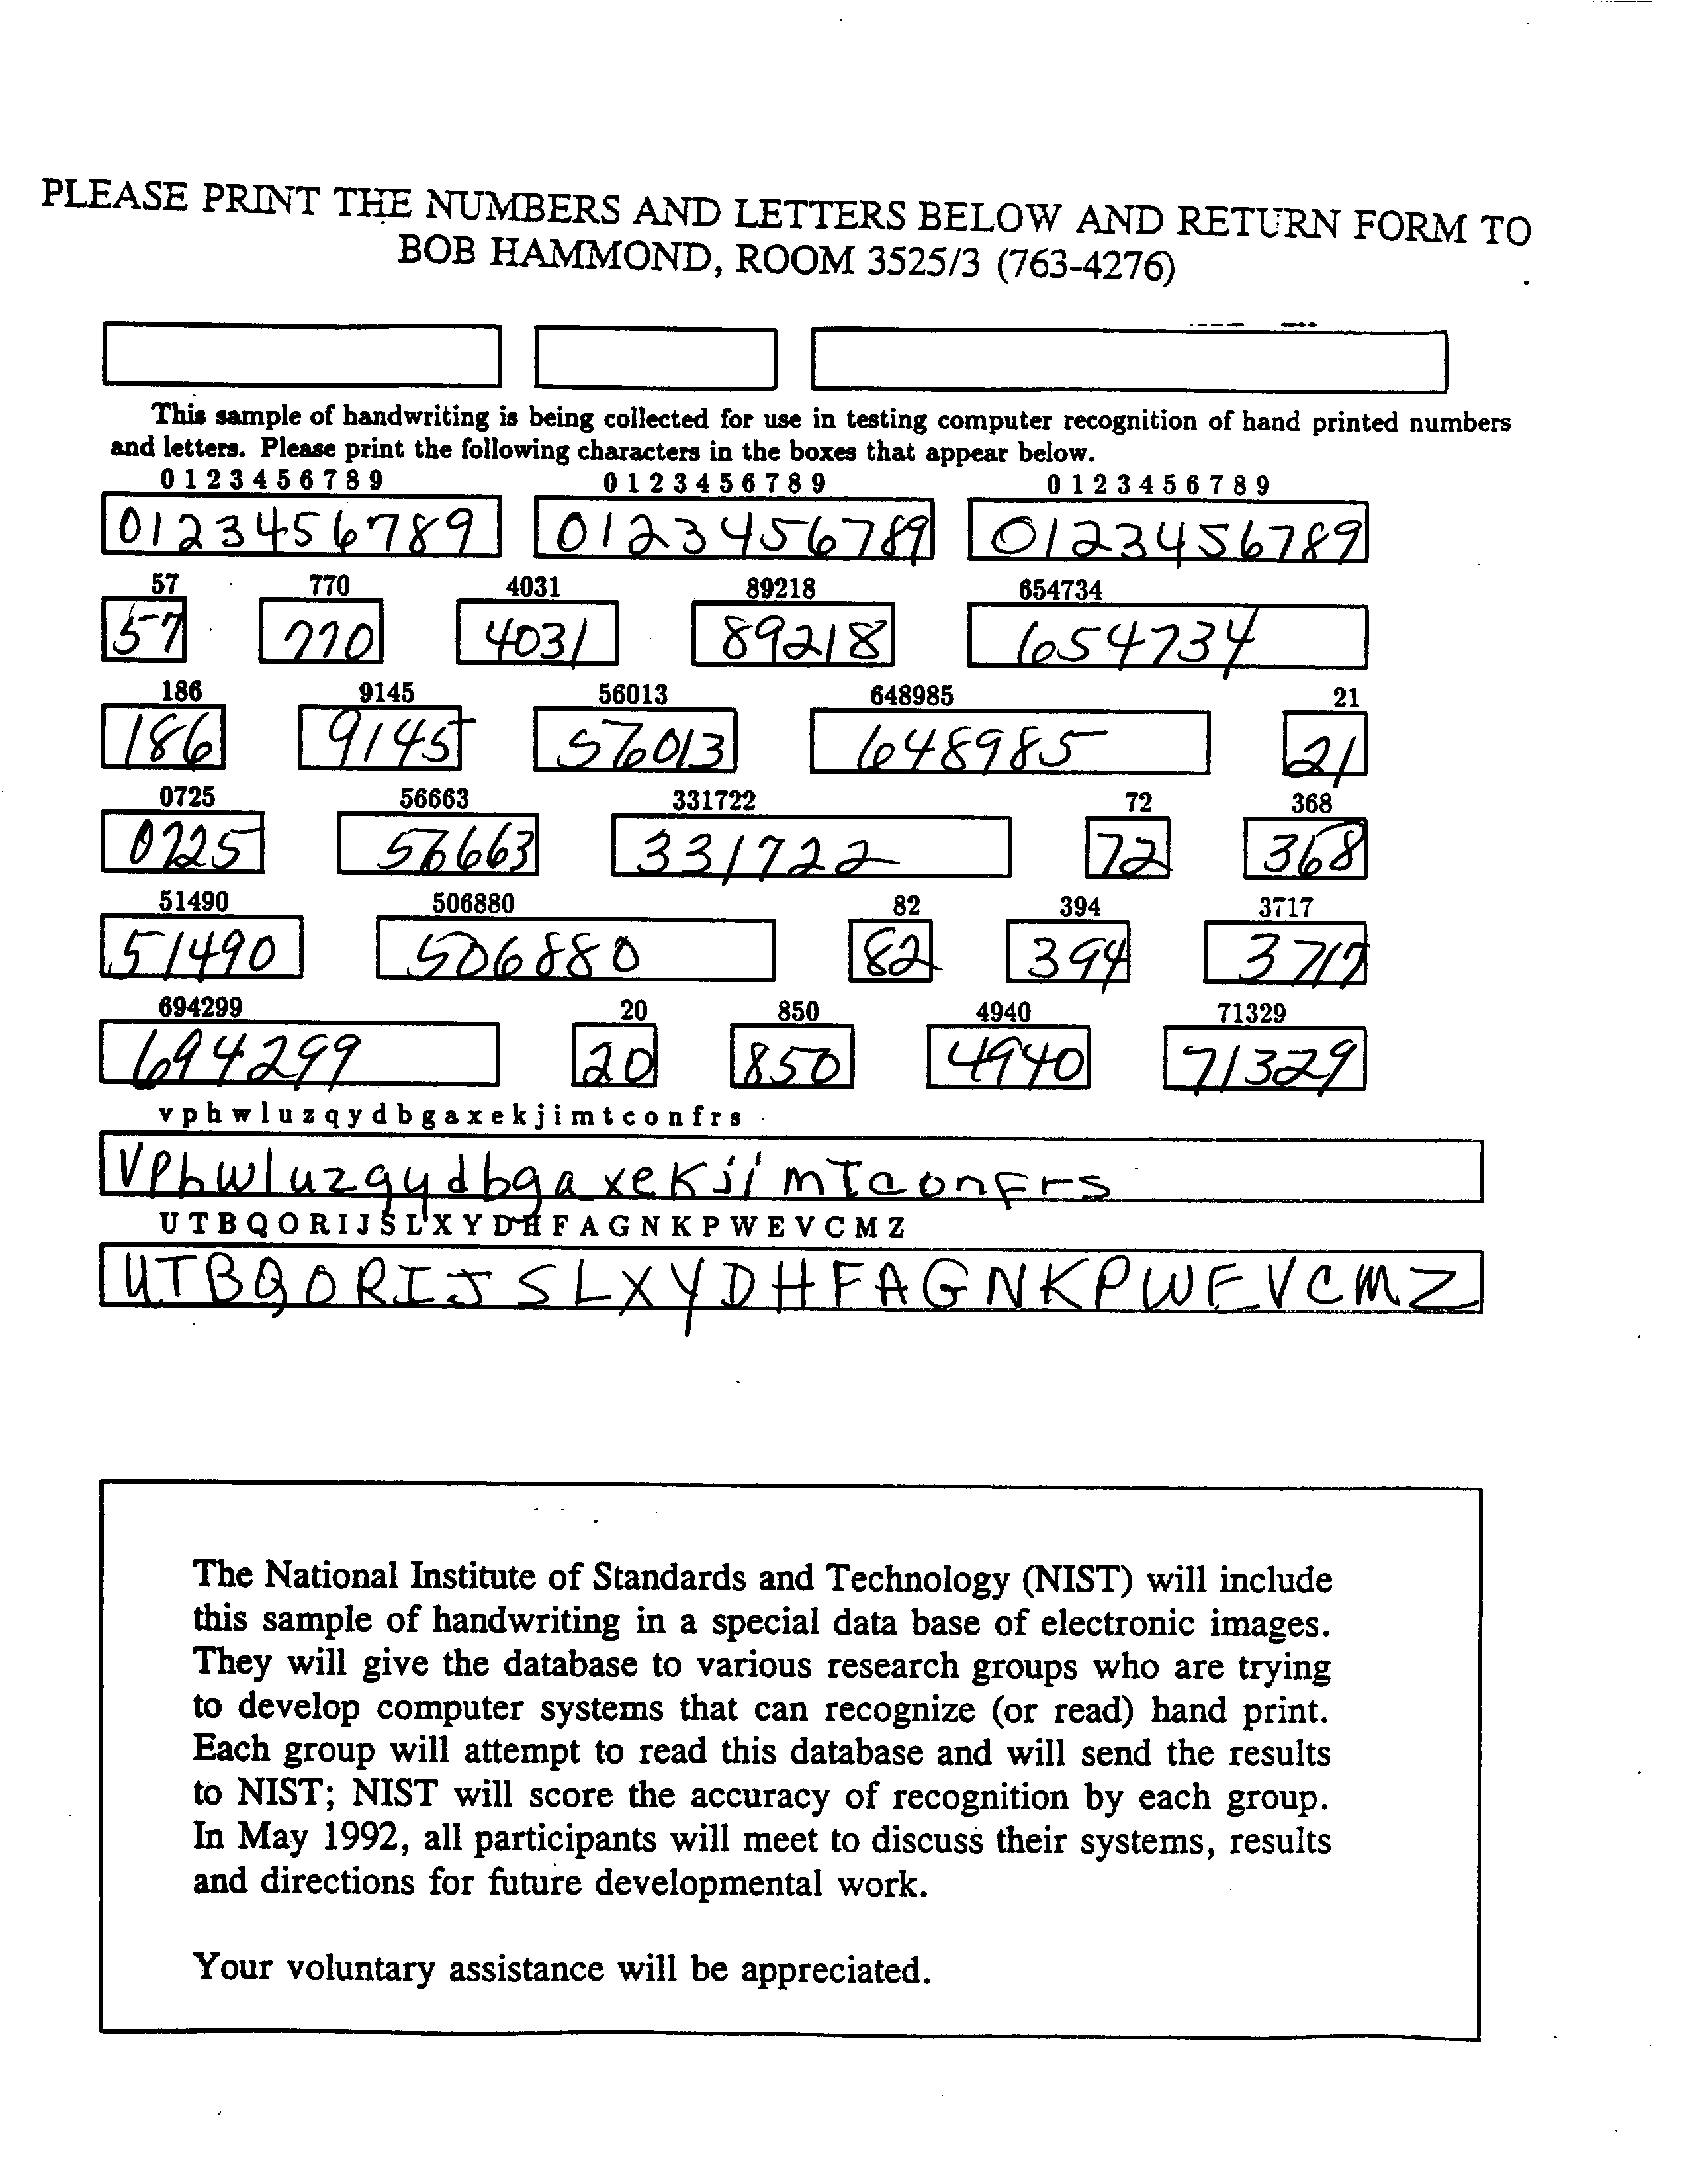 PLEASE PRINT THE NUMBERS AND LETTERS BELOW AND RETURN FORM TO
BOB HAMMOND, ROOM 3525/3 (763-4276)
This sample of handwriting is being collected for use in testing computer recognition of hand printed numbers
and letters. Please print the following characters in the boxes that appear below.
0 1 2 3 4 5 6 7 8 9 0 1 2 3 4 5 6 7 8 9 0 1 2 3 4 5 6 7 8 9
0123456789 0123456789 0123456789
57 770 4031 89218 654734
57 770 4031 89218 654734
186 9145 56013 648985 21
186 9145 56013 648985 21
0725 56663 331722 72 368
0725 56663 331722 72 368
51490 506880 82 394 3717
51490 506880 82 394 3717
694299 20 850 4940 71329
694299 20 850 4940 71329
v p h w l u z q y d b g a x e k j i m t c o n f r s
vphwluzqydbgaxekjimtconfrs
U T B Q O R I J S L X Y D H F A G N K P W E V C M Z
UTBQORIJSLXYDHFAGNKPWEVCMZ
The National Institute of Standards and Technology (NIST) will include
this sample of handwriting in a special data base of electronic images.
They will give the database to various research groups who are trying
to develop computer systems that can recognize (or read) hand print.
Each group will attempt to read this database and will send the results
to NIST; NIST will score the accuracy of recognition by each group.
In May 1992, all participants will meet to discuss their systems, results
and directions for future developmental work.
Your voluntary assistance will be appreciated.